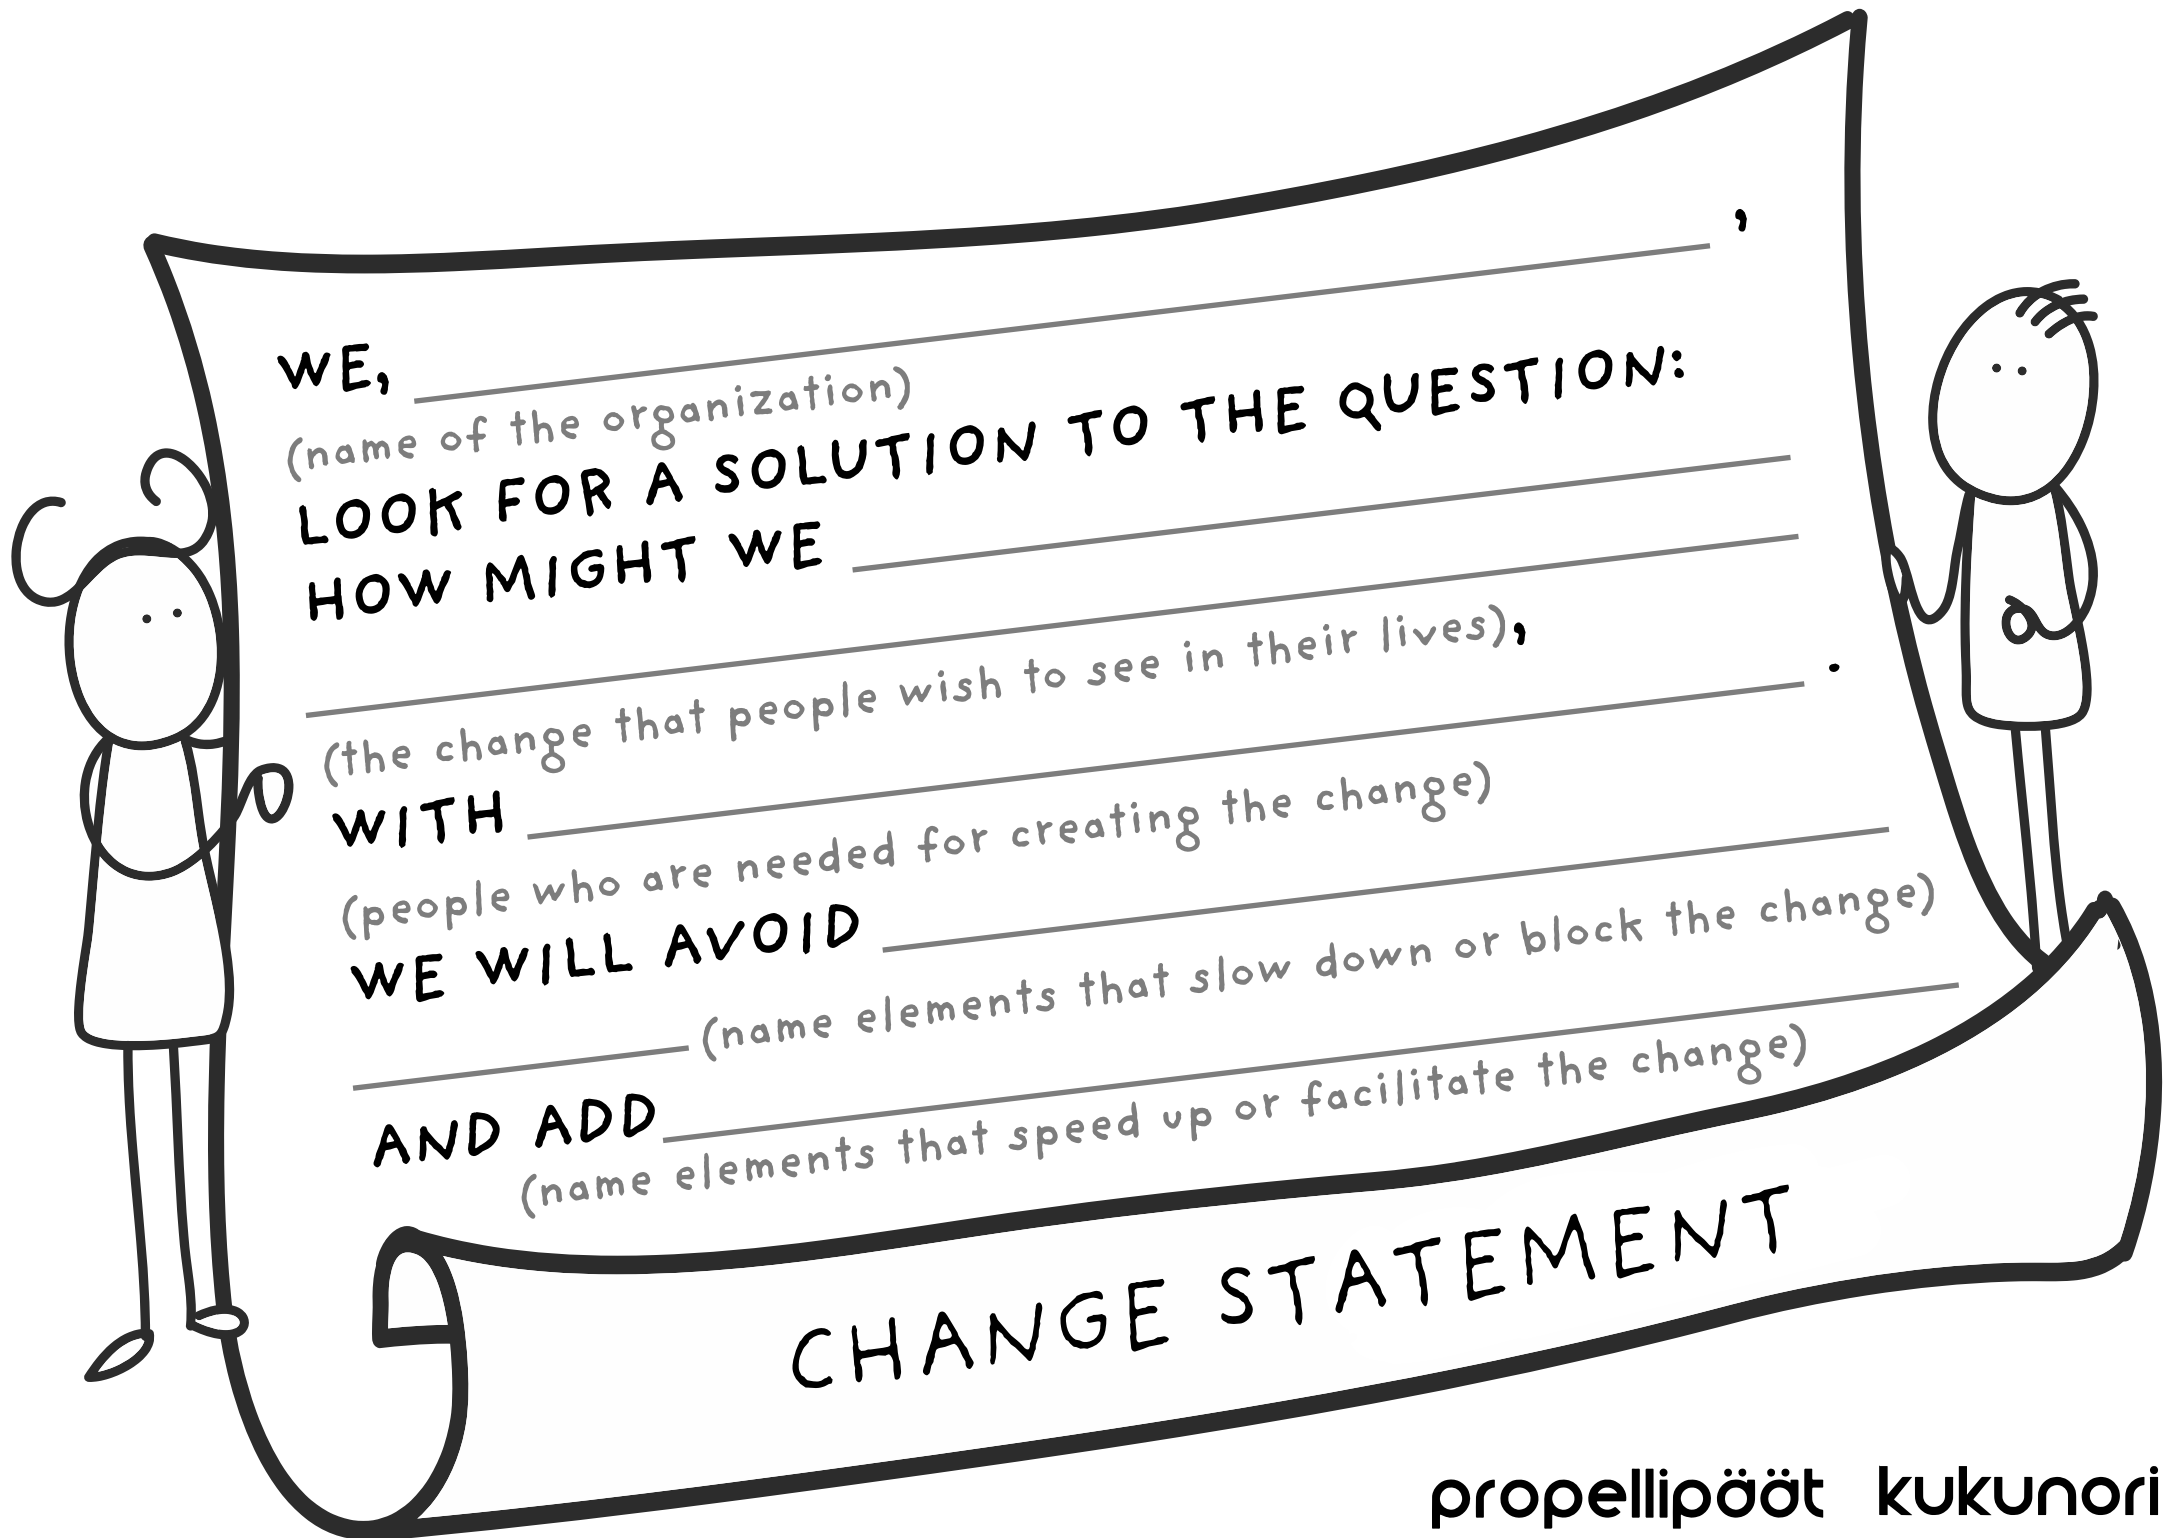 WE, ,
(name of the organization)
LOOK FOR A SOLUTION TO THE QUESTION:
HOW MIGHT WE
(the change that people wish to see in their lives),
WITH .
(people who are needed for creating the change)
WE WILL AVOID
(name elements that slow down or block the change)
AND ADD
(name elements that speed up or facilitate the change)
CHANGE STATEMENT
propellipäät kukunori